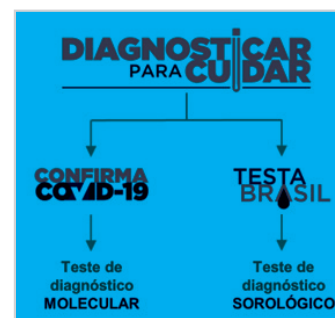 DIAGNOSTICAR
PARA CUIDAR
CONFIRMA
COVID-19
TESTA
BRASIL
Teste de
diagnóstico
MOLECULAR
Teste de
diagnóstico
SOROLÓGICO